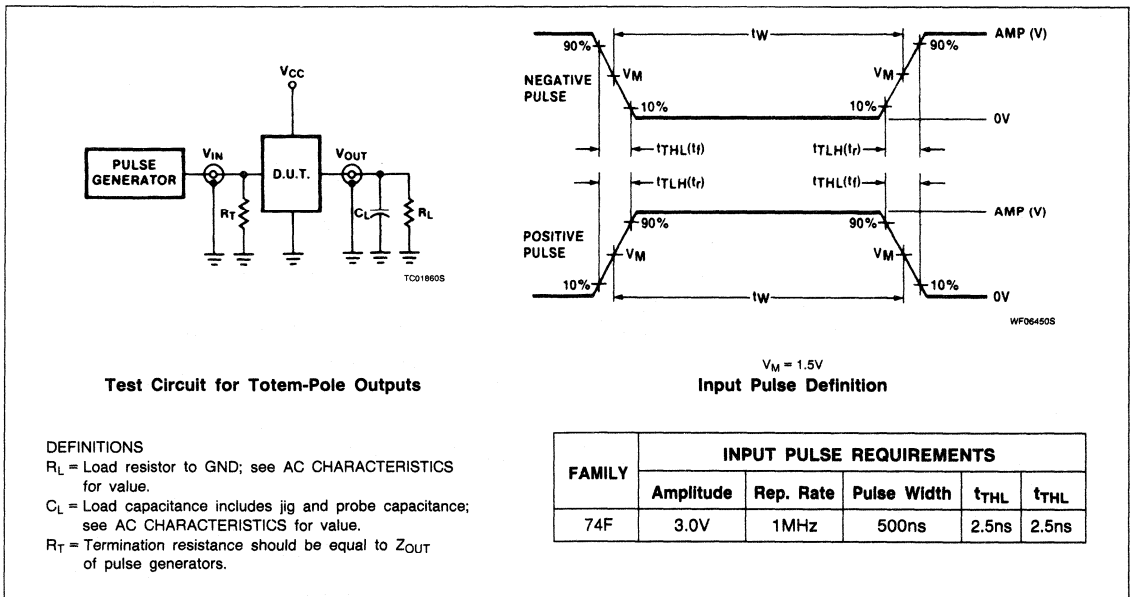 VCC
PULSE
GENERATOR
VIN
D.U.T.
VOUT
RT
CL
RL
TC01860S
Test Circuit for Totem-Pole Outputs
tW
AMP (V)
90%
90%
NEGATIVE
PULSE
VM
VM
10%
10%
0V
tTHL(tf)
tTLH(tr)
tTLH(tr)
tTHL(tf)
AMP (V)
90%
90%
POSITIVE
PULSE
VM
VM
10%
10%
tW
0V
WF06450S
VM = 1.5V
Input Pulse Definition
DEFINITIONS
RL = Load resistor to GND; see AC CHARACTERISTICS
for value.
CL = Load capacitance includes jig and probe capacitance;
see AC CHARACTERISTICS for value.
RT = Termination resistance should be equal to ZOUT
of pulse generators.
FAMILY
INPUT PULSE REQUIREMENTS
Amplitude Rep. Rate Pulse Width tTHL tTHL
74F 3.0V 1MHz 500ns 2.5ns 2.5ns